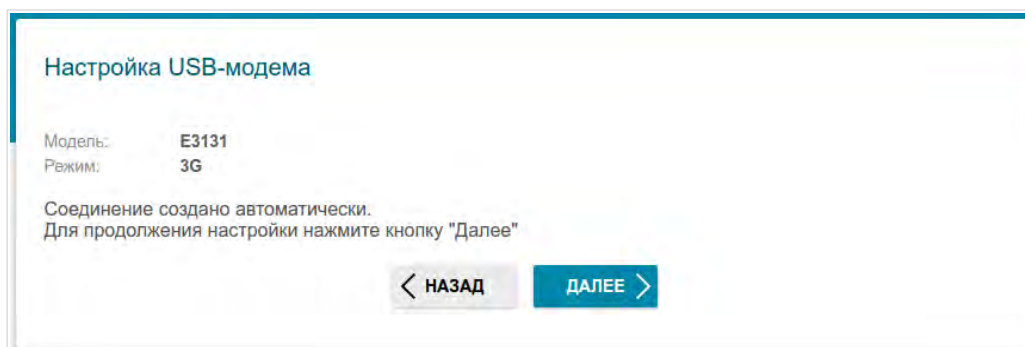 Настройка USB-модема
Модель: E3131
Режим: 3G
Соединение создано автоматически.
Для продолжения настройки нажмите кнопку "Далее"
НАЗАД ДАЛЕЕ